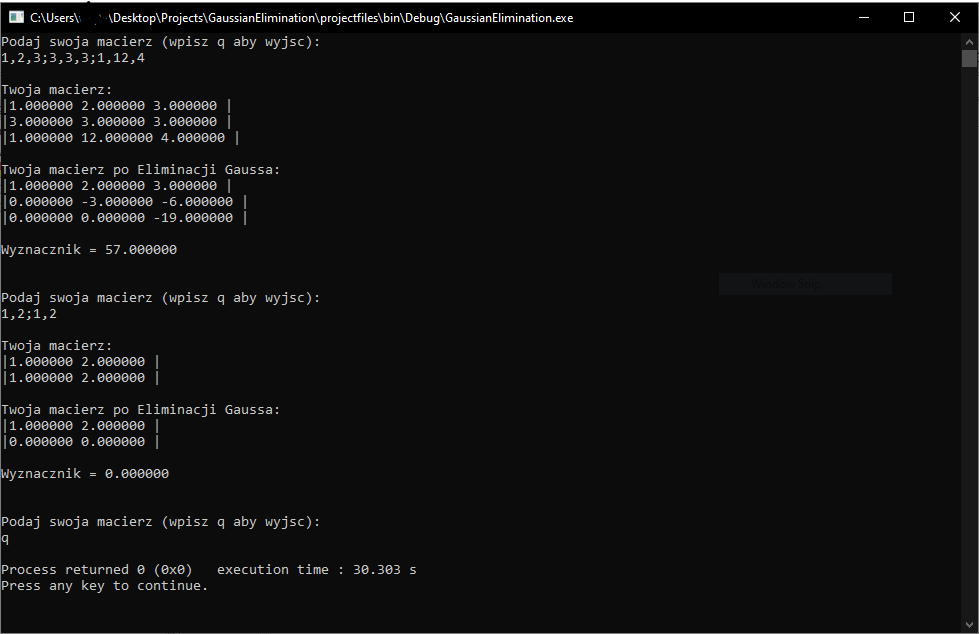 C:\Users\ \Desktop\Projects\GaussianElimination\projectfiles\bin\Debug\GaussianElimination.exe
Podaj swoja macierz (wpisz q aby wyjsc):
1,2,3;3,3,3;1,12,4
Twoja macierz:
|1.000000 2.000000 3.000000 |
|3.000000 3.000000 3.000000 |
|1.000000 12.000000 4.000000 |
Twoja macierz po Eliminacji Gaussa:
|1.000000 2.000000 3.000000 |
|0.000000 -3.000000 -6.000000 |
|0.000000 0.000000 -19.000000 |
Wyznacznik = 57.000000
Podaj swoja macierz (wpisz q aby wyjsc):
1,2;1,2
Twoja macierz:
|1.000000 2.000000 |
|1.000000 2.000000 |
Twoja macierz po Eliminacji Gaussa:
|1.000000 2.000000 |
|0.000000 0.000000 |
Wyznacznik = 0.000000
Podaj swoja macierz (wpisz q aby wyjsc):
q
Process returned 0 (0x0)   execution time : 30.303 s
Press any key to continue.